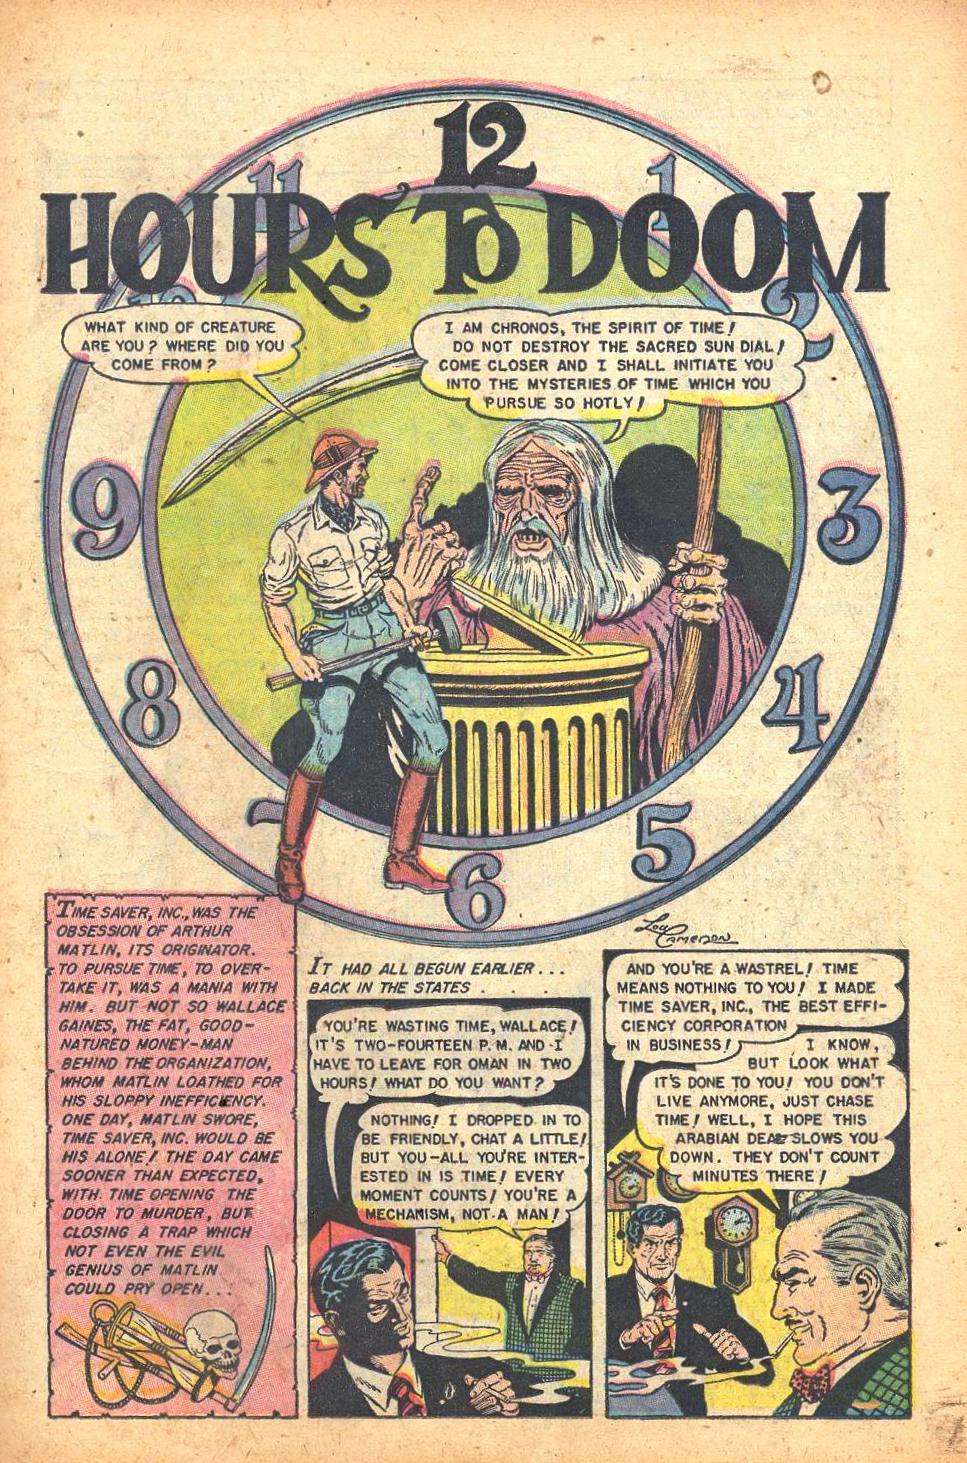 12
HOURS' TO DOOM
11
1
10
2
9
3
8
4
7
5
6
WHAT KIND OF CREATURE
ARE YOU? WHERE DID YOU
COME FROM?
I AM CHRONOS, THE SPIRIT OF TIME!
DO NOT DESTROY THE SACRED SUN DIAL!
COME CLOSER AND I SHALL INITIATE YOU
INTO THE MYSTERIES OF TIME WHICH YOU
PURSUE SO HOTLY!
Lou
Cameron
TIME SAVER, INC., WAS THE
OBSESSION OF ARTHUR
MATLIN, ITS ORIGINATOR.
TO PURSUE TIME, TO OVER-
TAKE IT, WAS A MANIA WITH
HIM. BUT NOT SO WALLACE
GAINES, THE FAT, GOOD-
NATURED MONEY-MAN
BEHIND THE ORGANIZATION,
WHOM MATLIN LOATHED FOR
HIS SLOPPY INEFFICIENCY.
ONE DAY, MATLIN SWORE,
TIME SAVER, INC. WOULD BE
HIS ALONE! THE DAY CAME
SOONER THAN EXPECTED,
WITH TIME OPENING THE
DOOR TO MURDER, BUT
CLOSING A TRAP WHICH
NOT EVEN THE EVIL
GENIUS OF MATLIN
COULD PRY OPEN...
IT HAD ALL BEGUN EARLIER...
BACK IN THE STATES . . . .
YOU'RE WASTING TIME, WALLACE!
IT'S TWO-FOURTEEN P.M. AND I
HAVE TO LEAVE FOR OMAN IN TWO
HOURS! WHAT DO YOU WANT?
NOTHING! I DROPPED IN TO
BE FRIENDLY, CHAT A LITTLE!
BUT YOU-ALL YOU'RE INTER-
ESTED IN IS TIME! EVERY
MOMENT COUNTS! YOU'RE A
MECHANISM, NOT A MAN!
AND YOU'RE A WASTREL! TIME
MEANS NOTHING TO YOU! I MADE
TIME SAVER, INC., THE BEST EFFI-
CIENCY CORPORATION
IN BUSINESS!
I KNOW,
BUT LOOK WHAT
IT'S DONE TO YOU! YOU DON'T
LIVE ANYMORE, JUST CHASE
TIME! WELL, I HOPE THIS
ARABIAN DEAL SLOWS YOU
DOWN. THEY DON'T COUNT
MINUTES THERE!